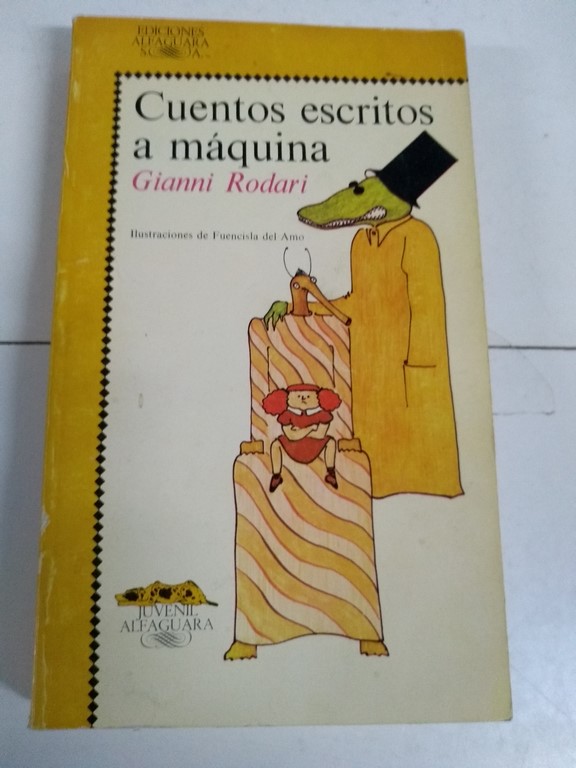 EDICIONES
ALFAGUARA
S. A.
Cuentos escritos
a máquina
Gianni Rodari
Ilustraciones de Fuencisla del Amo
JUVENIL
ALFAGUARA